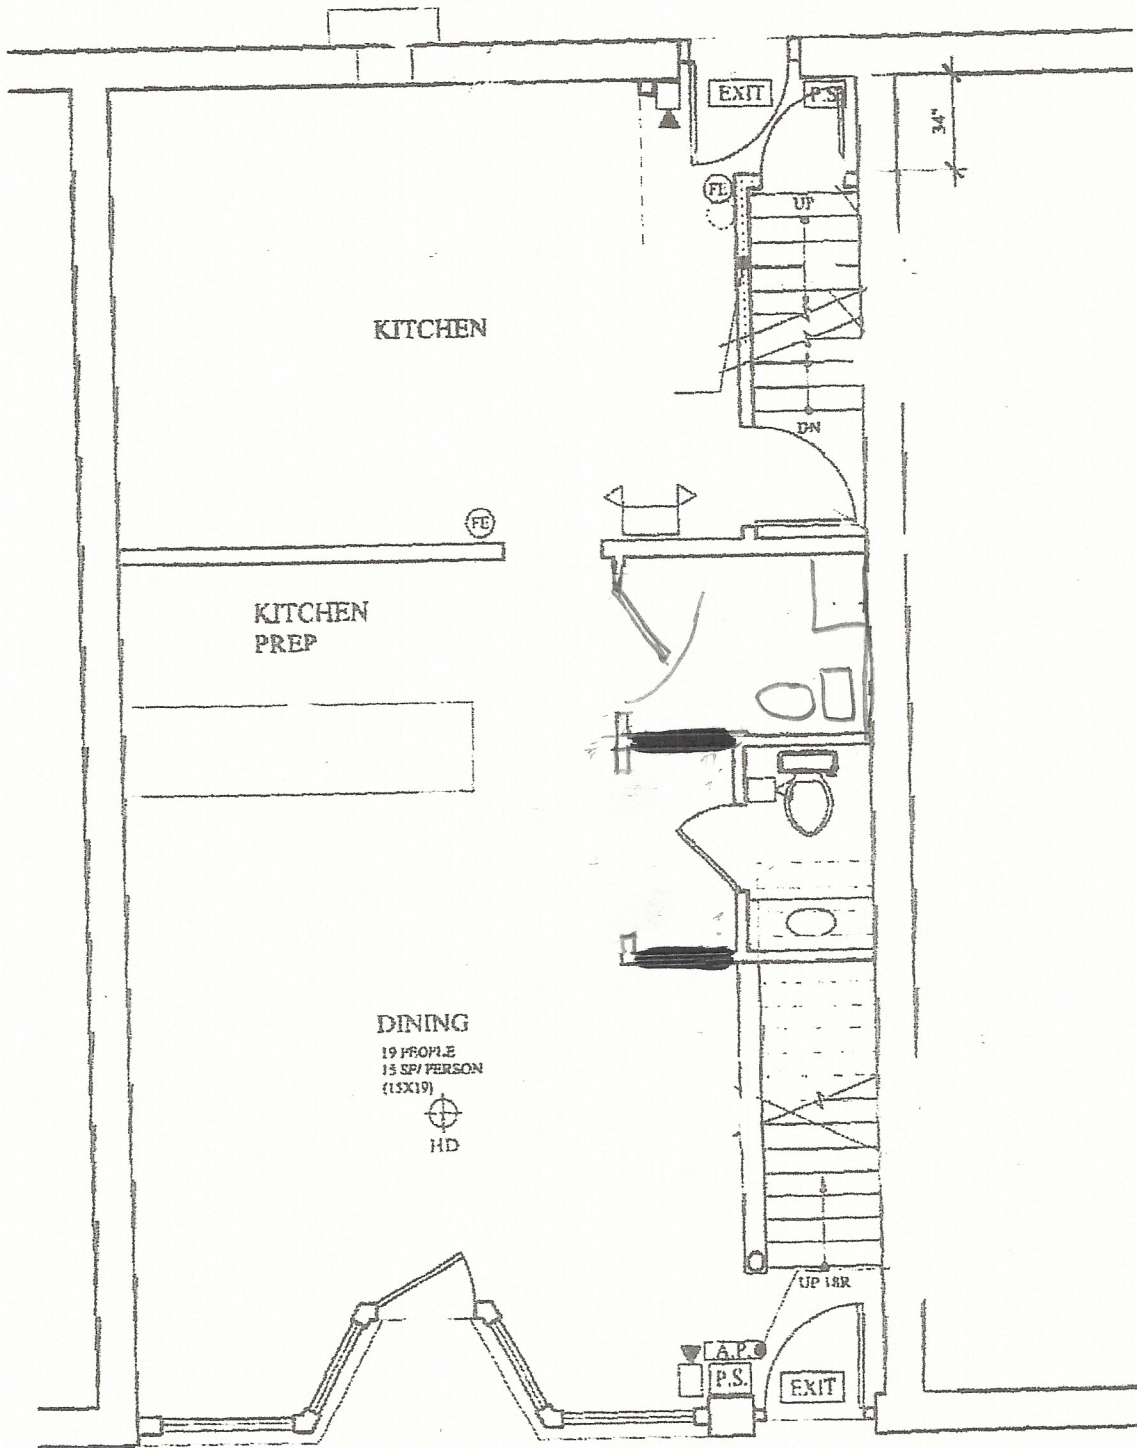 EXIT
P.S.
34"
FE
UP
KITCHEN
DN
FE
KITCHEN
PREP
DINING
19 PEOPLE
15 SF/ PERSON
(15X19)
HD
UP 18R
A.P.
P.S.
EXIT